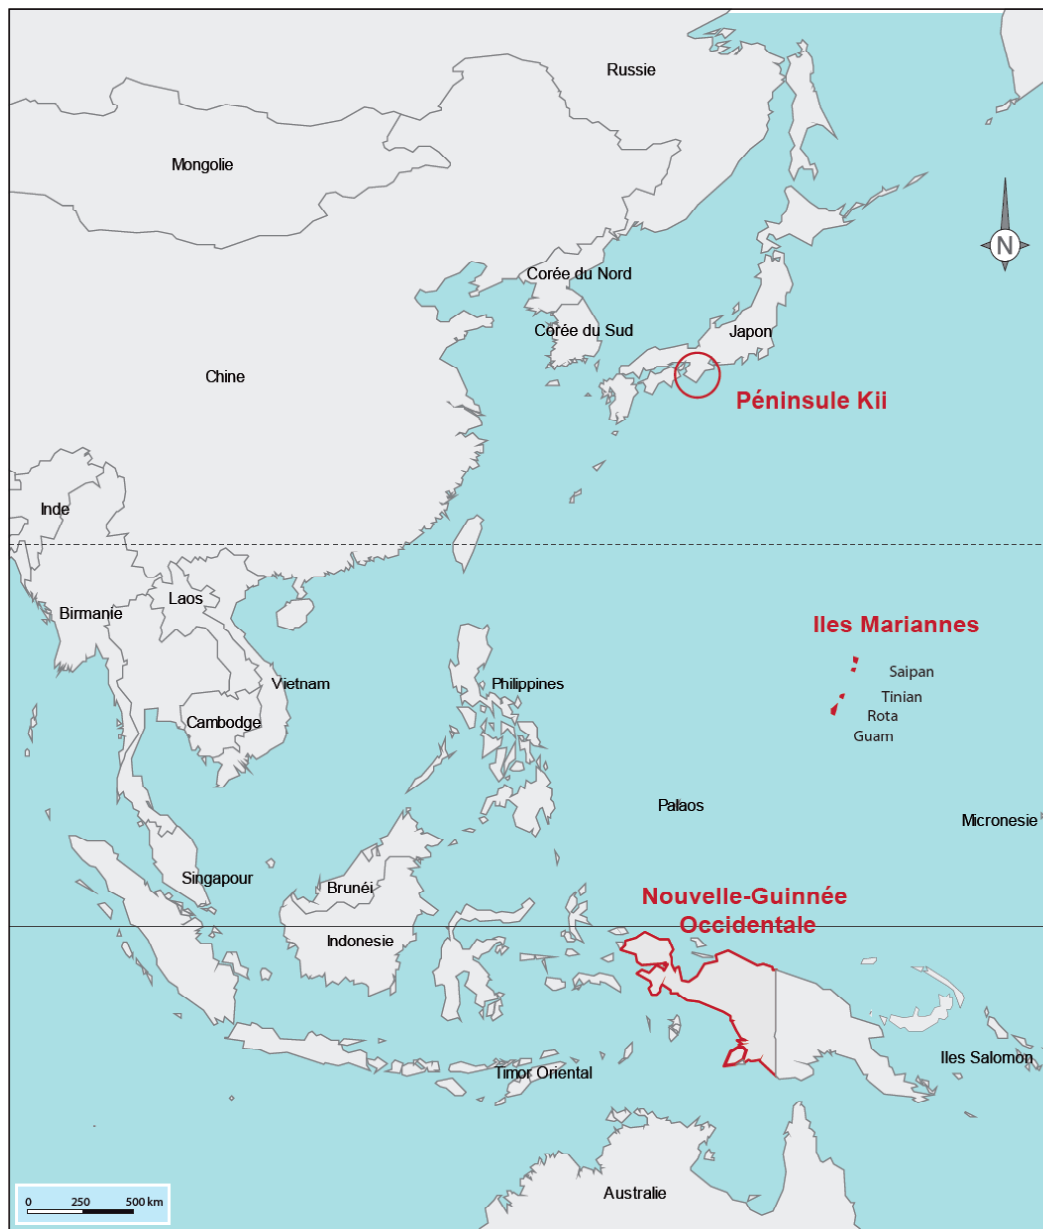 Russie
Mongolie
N
Corée du Nord
Corée du Sud
Japon
Chine
Péninsule Kii
Inde
Laos
Birmanie
Iles Mariannes
Saipan
Vietnam
Philippines
Tinian
Cambodge
Rota
Guam
Palaos
Micronesie
Singapour
Brunéi
Nouvelle-Guinnée
Occidentale
Indonesie
Iles Salomon
Timor Oriental
Australie
0 250 500 km